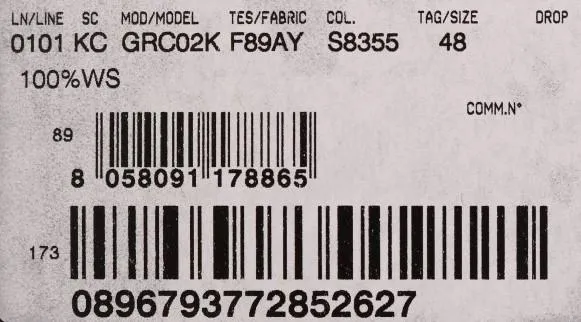 LN/LINE SC MOD/MODEL TES/FABRIC COL. TAG/SIZE DROP
0101 KC GRC02K F89AY S8355 48
100%WS
COMM.N°
89
8 058091 178865
173
0896793772852627